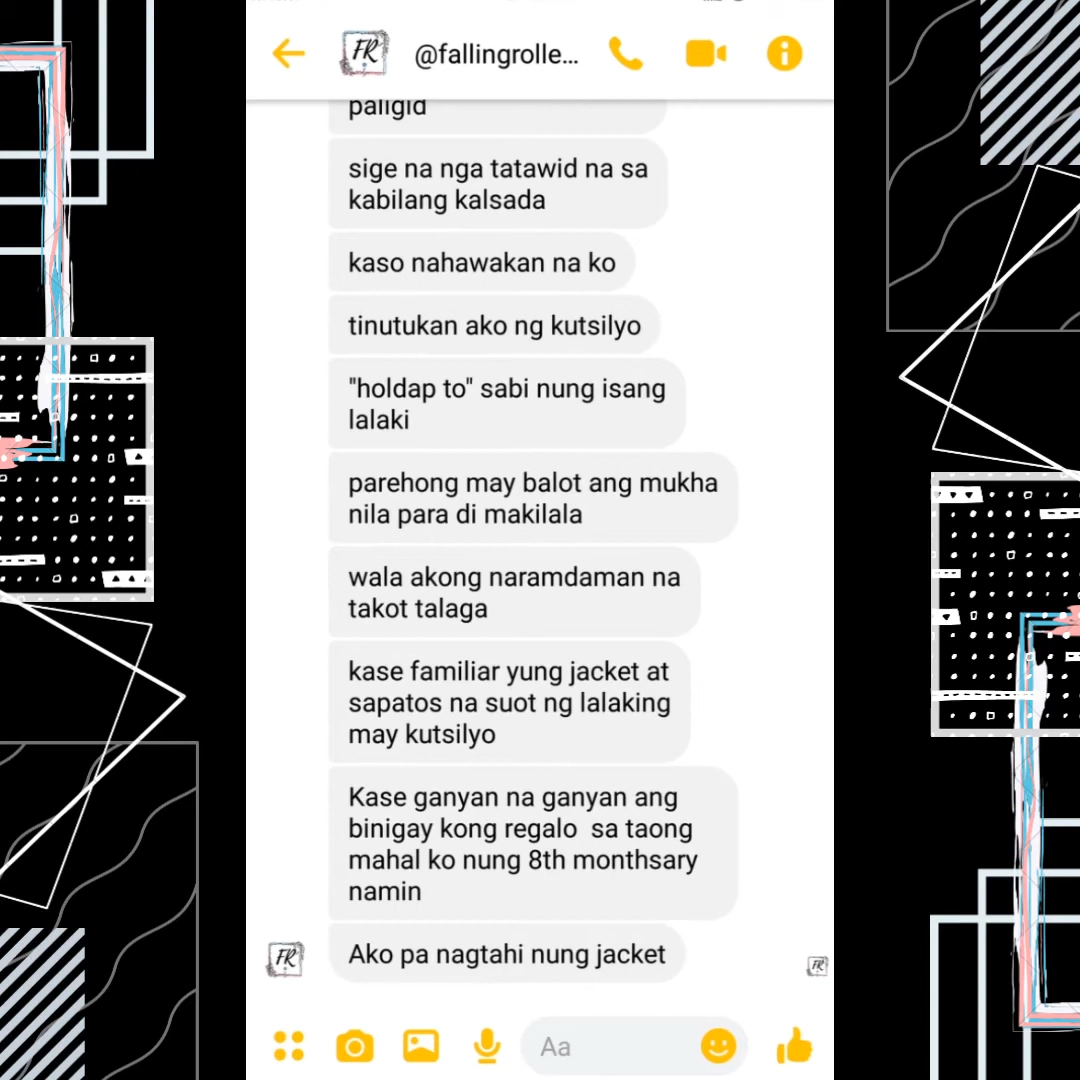 FR
@fallingrolle...
paligid
sige na nga tatawid na sa
kabilang kalsada
kaso nahawakan na ko
tinutukan ako ng kutsilyo
"holdap to" sabi nung isang
lalaki
parehong may balot ang mukha
nila para di makilala
wala akong naramdaman na
takot talaga
kase familiar yung jacket at
sapatos na suot ng lalaking
may kutsilyo
Kase ganyan na ganyan ang
binigay kong regalo sa taong
mahal ko nung 8th monthsary
namin
Ako pa nagtahi nung jacket
FR
FR
Aa